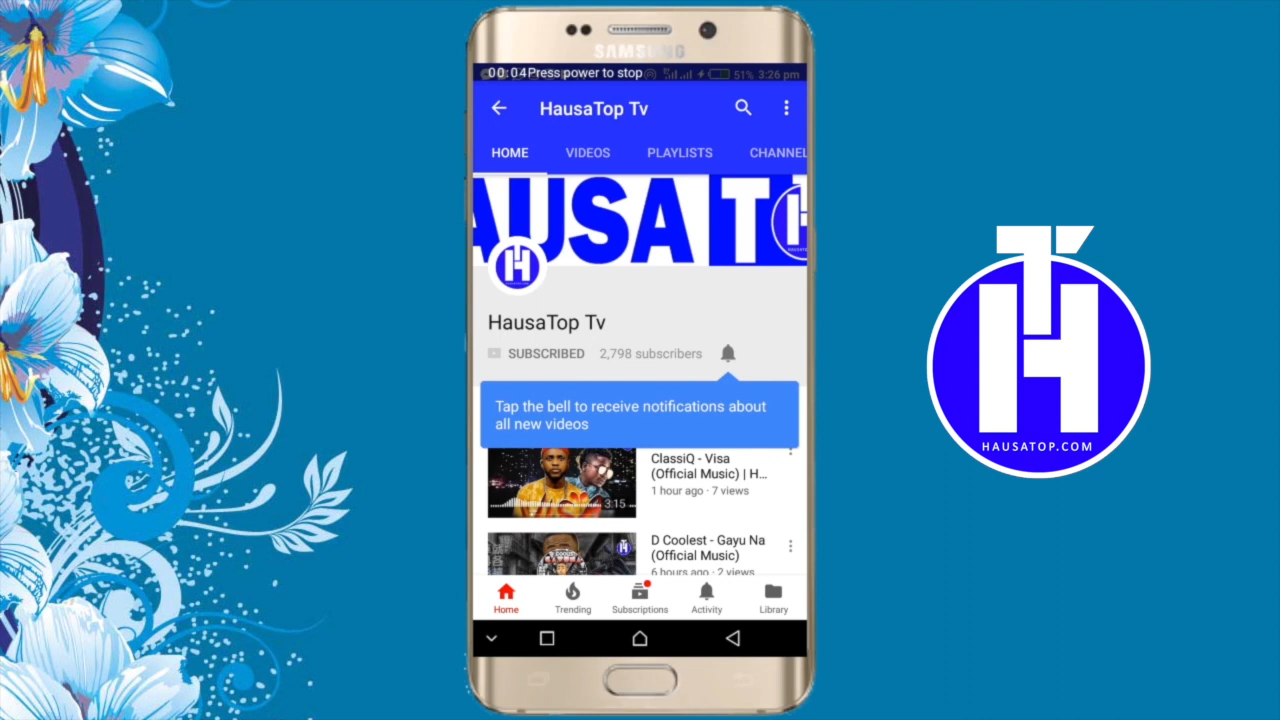 SAMSUNG
00:04Press power to stop
51% 3:26 pm
HausaTop Tv
HOME VIDEOS PLAYLISTS CHANNEL
AUSA T H
H
HausaTop Tv
SUBSCRIBED 2,798 subscribers
Tap the bell to receive notifications about
all new videos
ClassiQ - Visa
(Official Music) | H...
1 hour ago · 7 views
3:15
D Coolest - Gayu Na
(Official Music)
6 hours ago · 2 views
Home Trending Subscriptions Activity Library
TH
HAUSATOP.COM